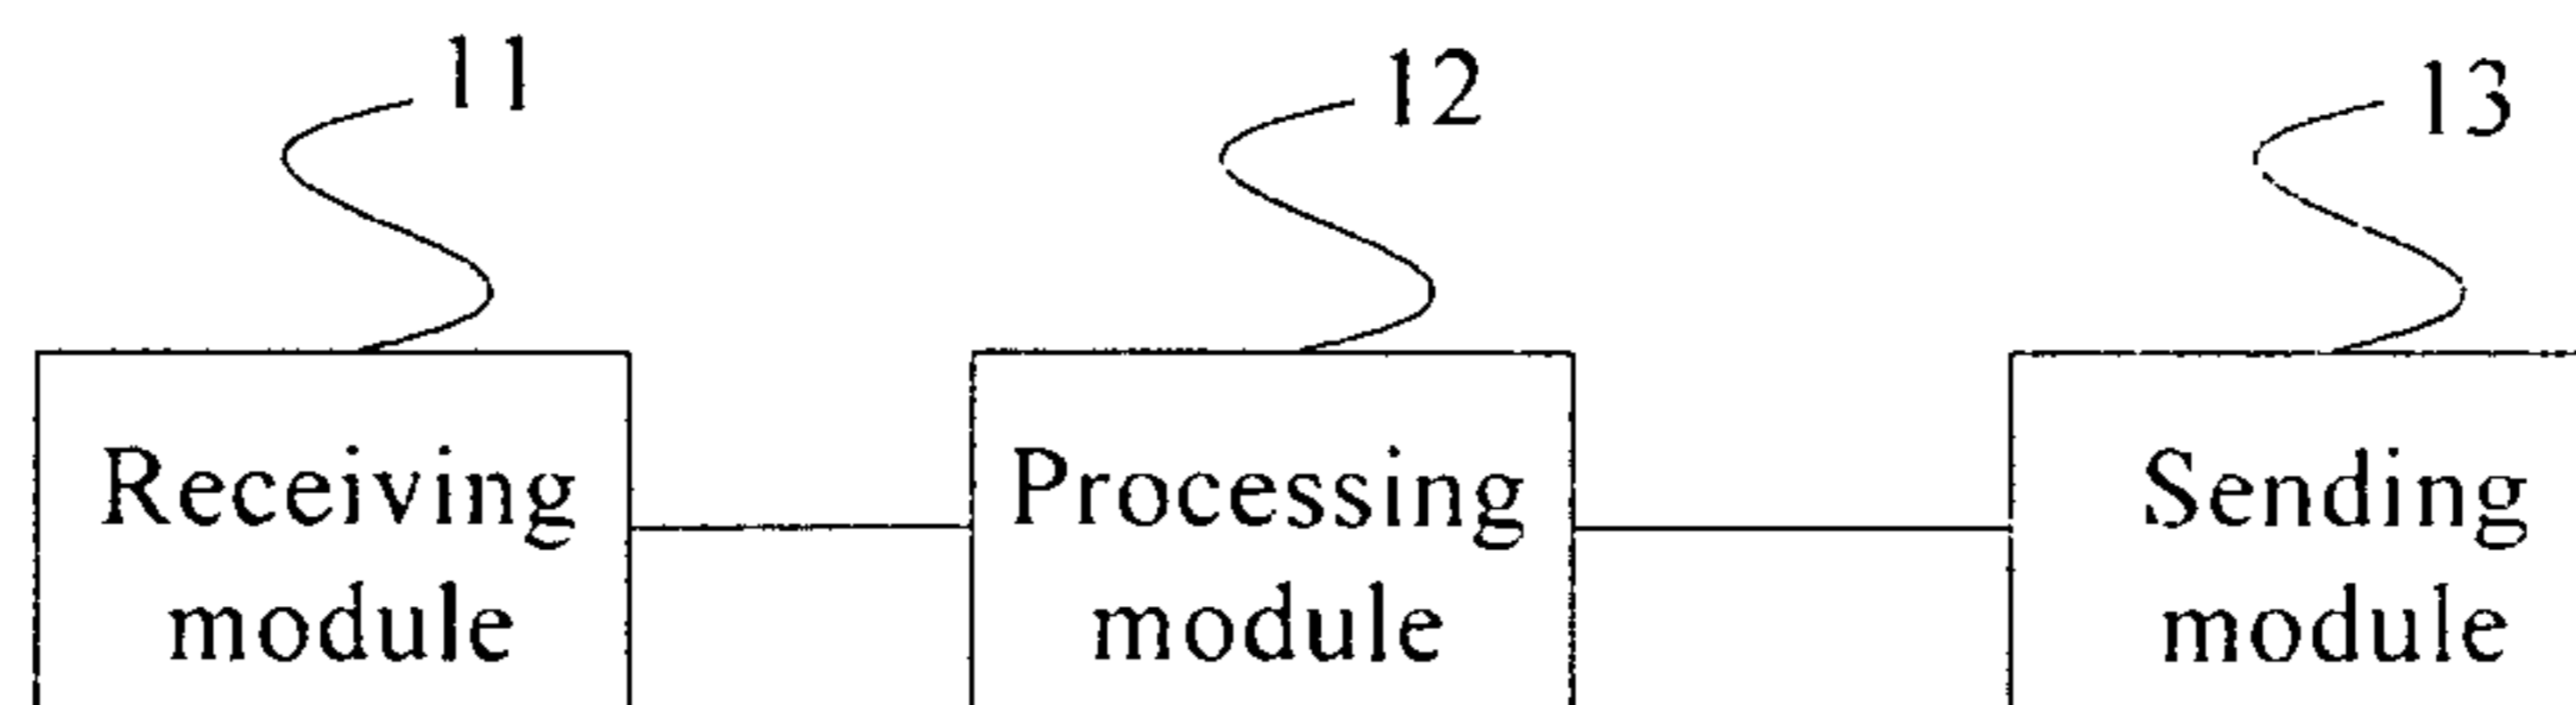 11
12
13
Receiving
module
Processing
module
Sending
module